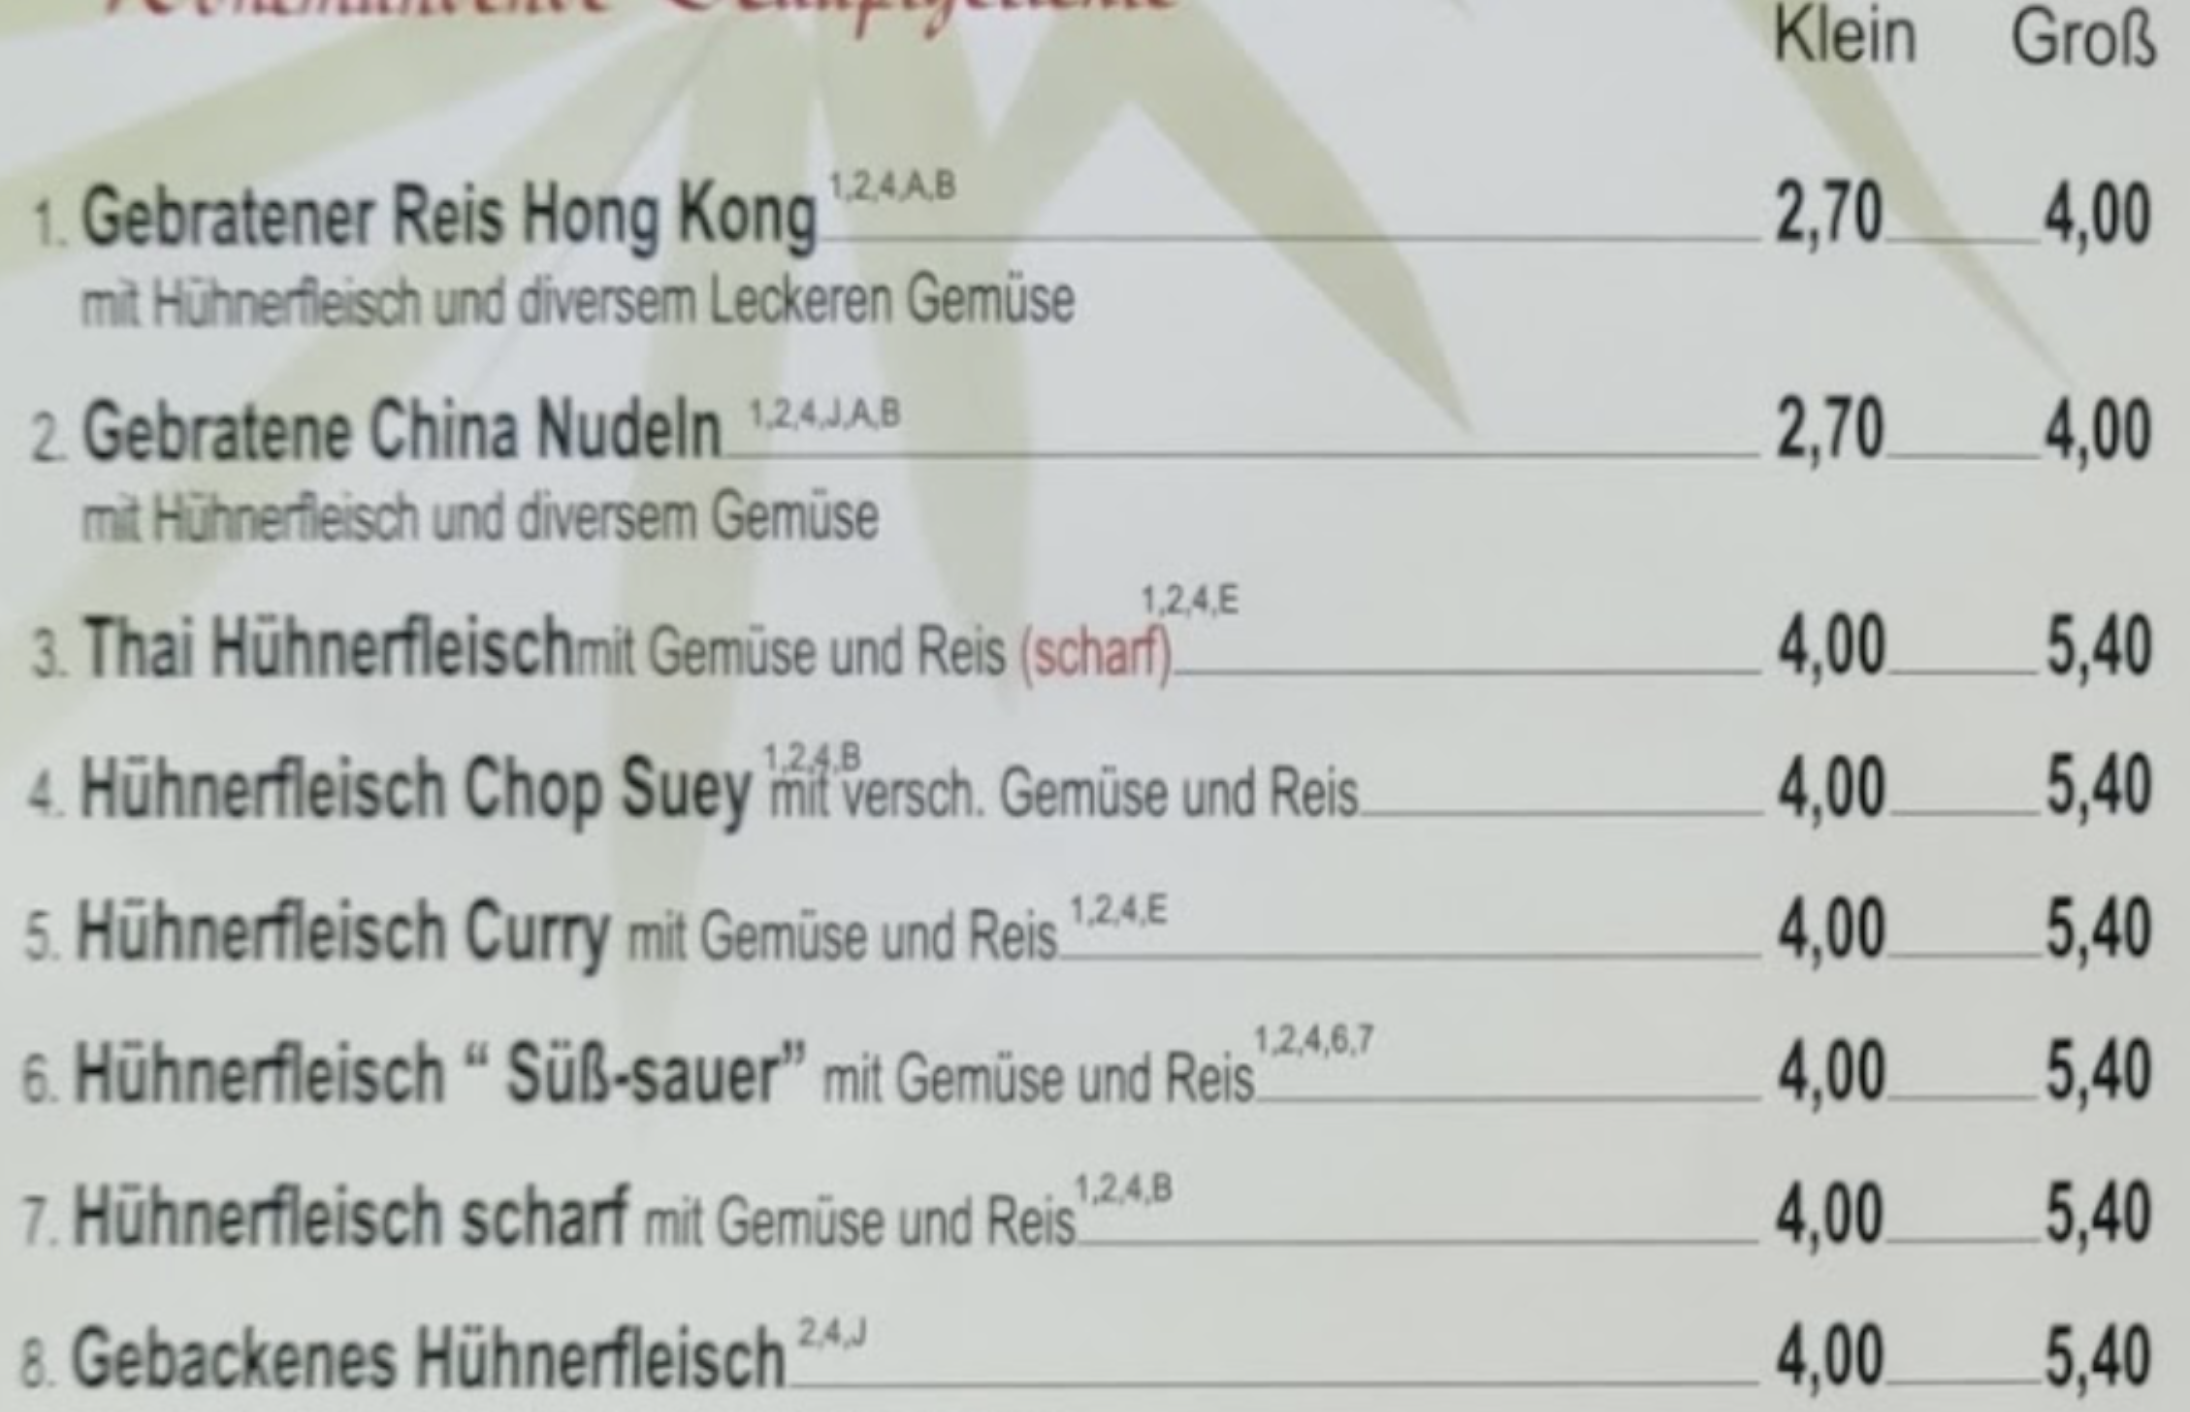 Klein Groß
1. Gebratener Reis Hong Kong 1,2,4,A,B 2,70 4,00
mit Hühnerfleisch und diversem Leckeren Gemüse
2. Gebratene China Nudeln 1,2,4,J,A,B 2,70 4,00
mit Hühnerfleisch und diversem Gemüse
3. Thai Hühnerfleischmit Gemüse und Reis (scharf) 1,2,4,E 4,00 5,40
4. Hühnerfleisch Chop Suey 1,2,4,B mit versch. Gemüse und Reis 4,00 5,40
5. Hühnerfleisch Curry mit Gemüse und Reis 1,2,4,E 4,00 5,40
6. Hühnerfleisch “ Süß-sauer” mit Gemüse und Reis 1,2,4,6,7 4,00 5,40
7. Hühnerfleisch scharf mit Gemüse und Reis 1,2,4,B 4,00 5,40
8. Gebackenes Hühnerfleisch 2,4,J 4,00 5,40